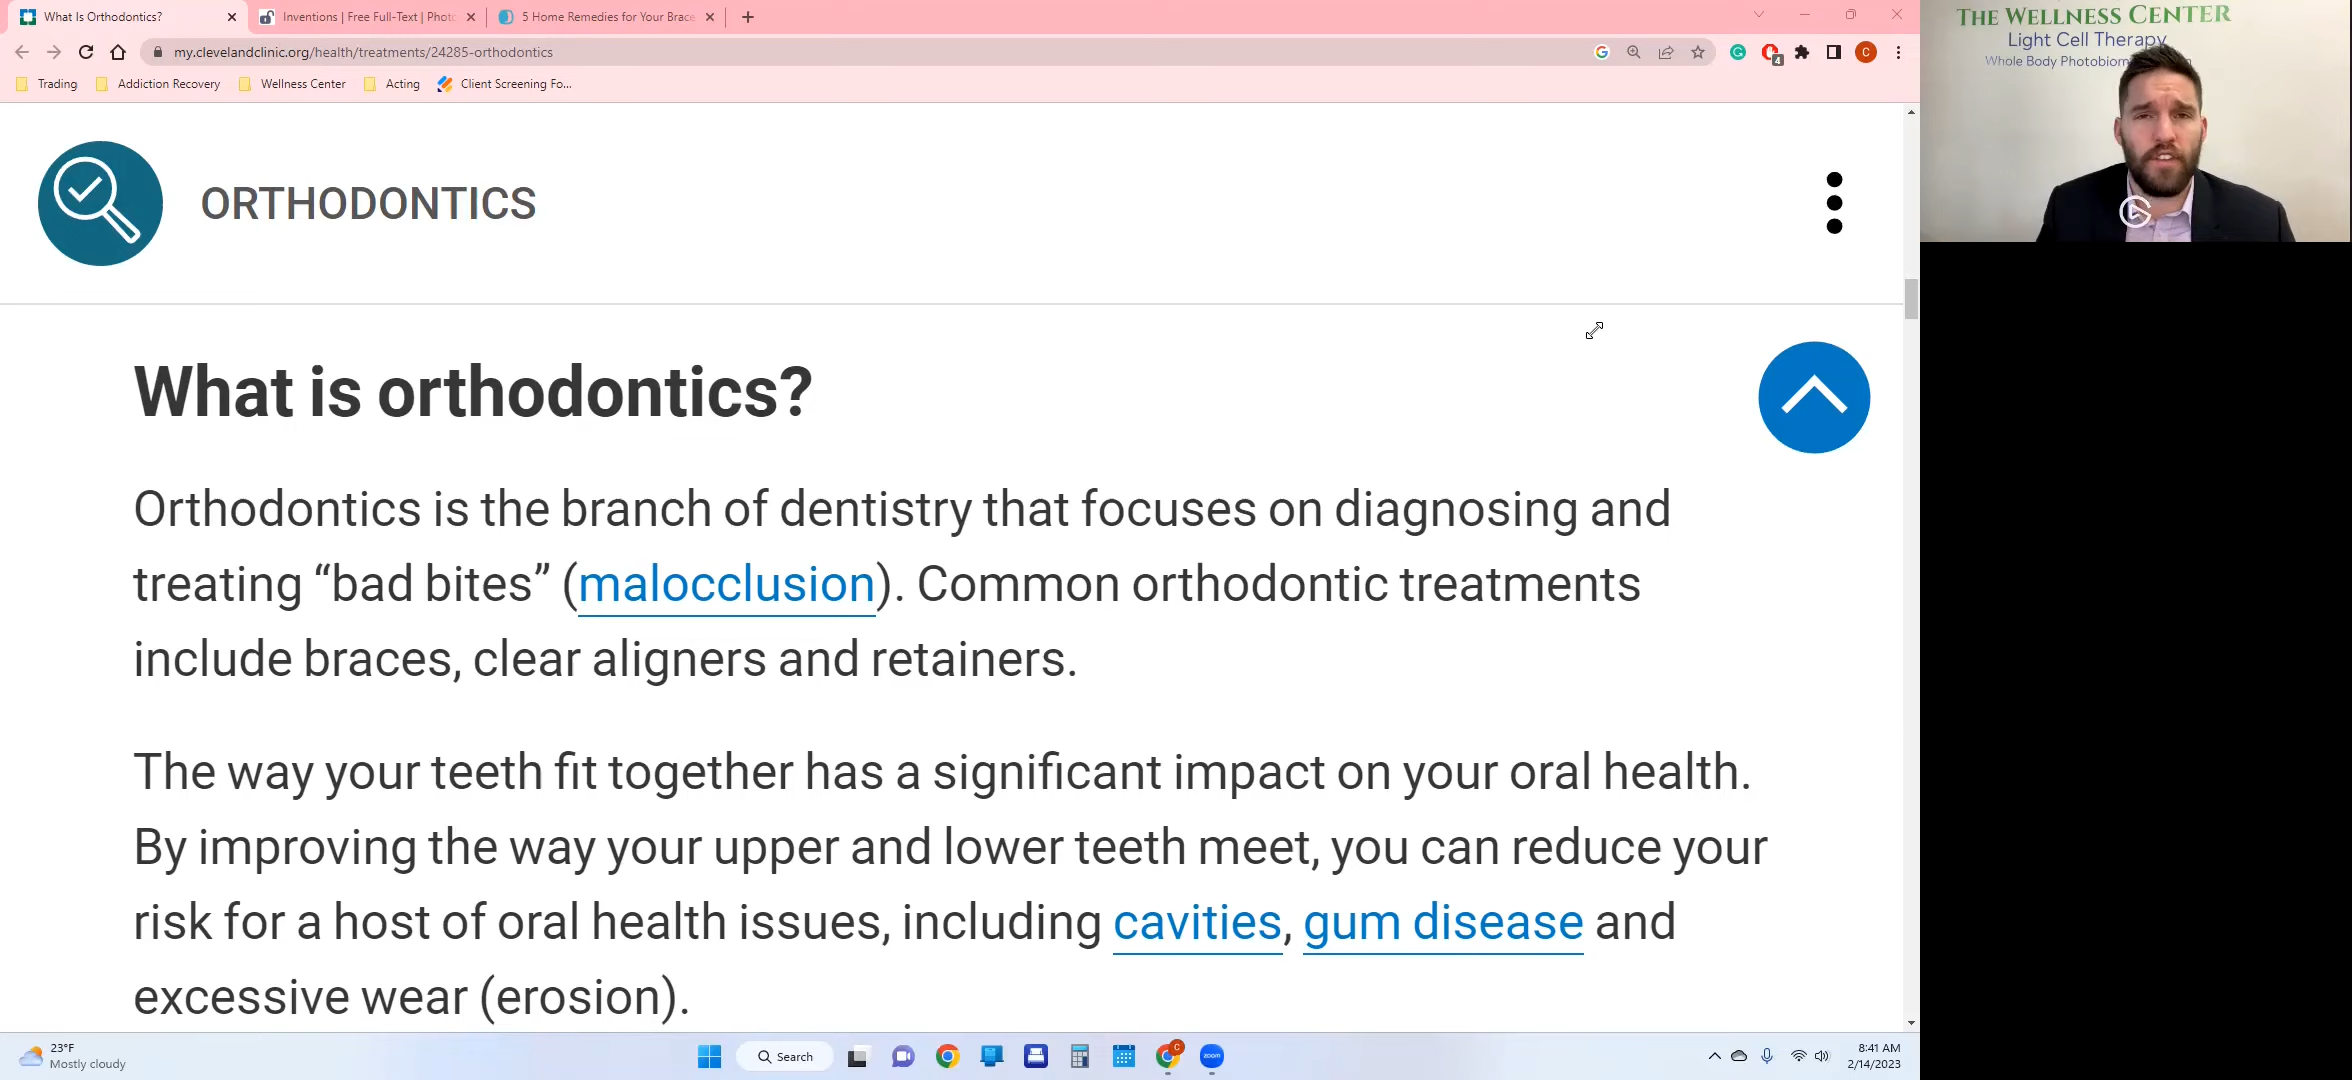 What Is Orthodontics?
Inventions | Free Full-Text | Photo
5 Home Remedies for Your Brace
my.clevelandclinic.org/health/treatments/24285-orthodontics
4
C
Trading
Addiction Recovery
Wellness Center
Acting
Client Screening Fo...
ORTHODONTICS
What is orthodontics?
Orthodontics is the branch of dentistry that focuses on diagnosing and
treating “bad bites” (malocclusion). Common orthodontic treatments
include braces, clear aligners and retainers.
The way your teeth fit together has a significant impact on your oral health.
By improving the way your upper and lower teeth meet, you can reduce your
risk for a host of oral health issues, including cavities, gum disease and
excessive wear (erosion).
THE WELLNESS CENTER
Light Cell Therapy
Whole Body
23°F
Mostly cloudy
Search
C
zoom
8:41 AM
2/14/2023